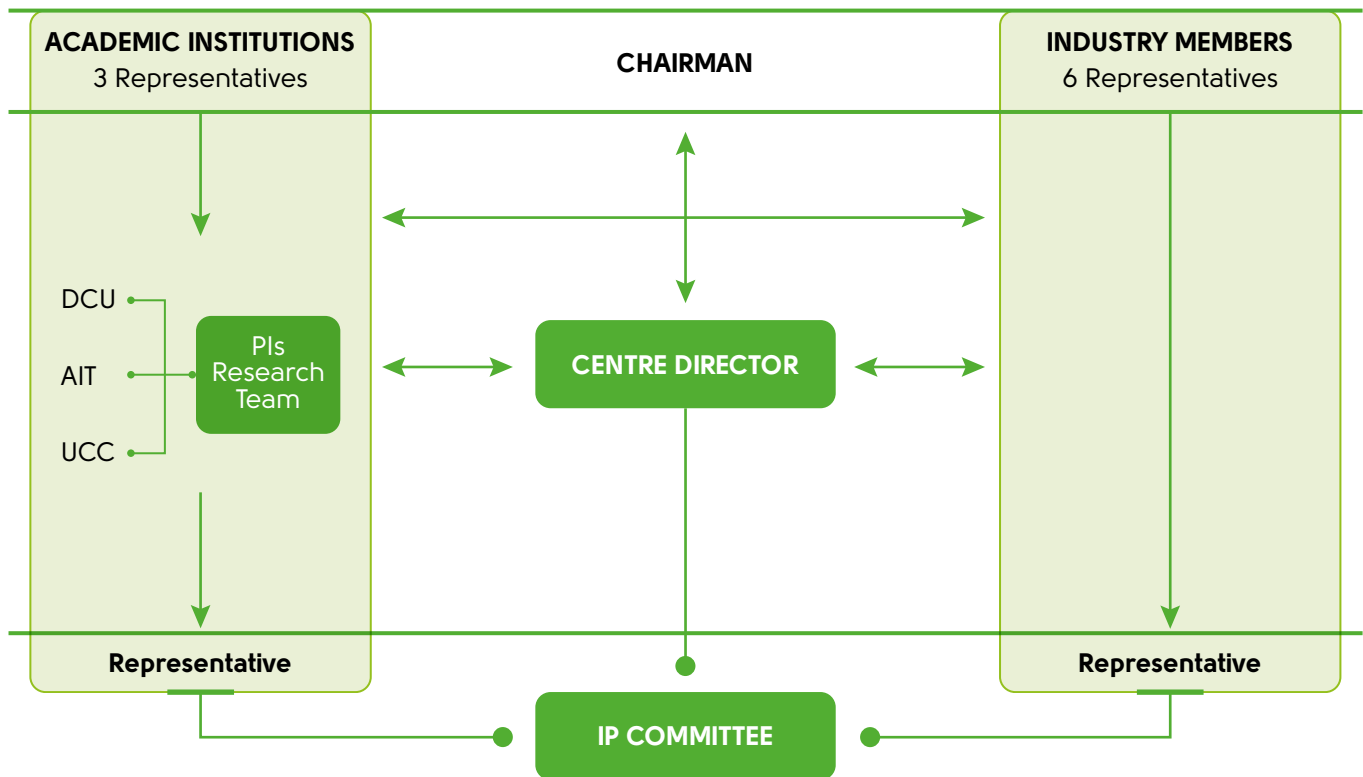 ACADEMIC INSTITUTIONS
3 Representatives
CHAIRMAN
INDUSTRY MEMBERS
6 Representatives
DCU
AIT
UCC
PIs
Research
Team
CENTRE DIRECTOR
Representative
Representative
IP COMMITTEE